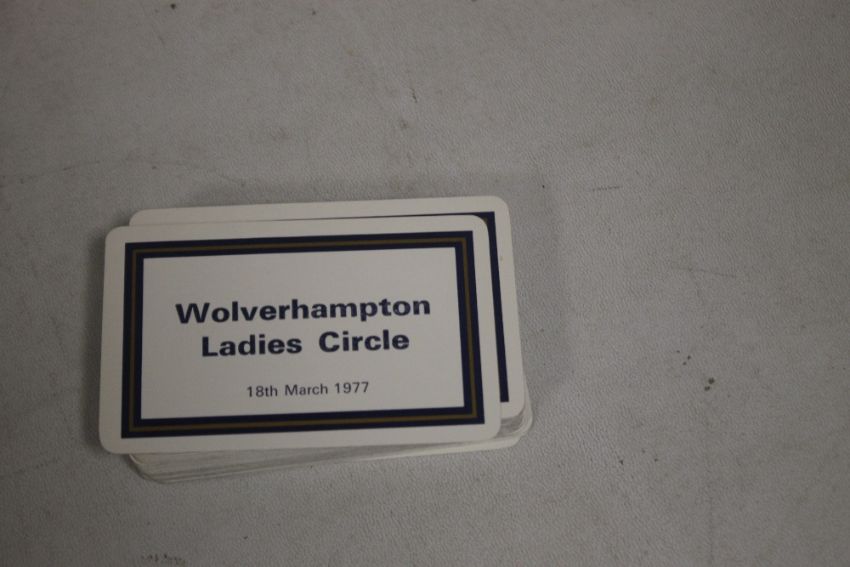 Wolverhampton
Ladies Circle
18th March 1977